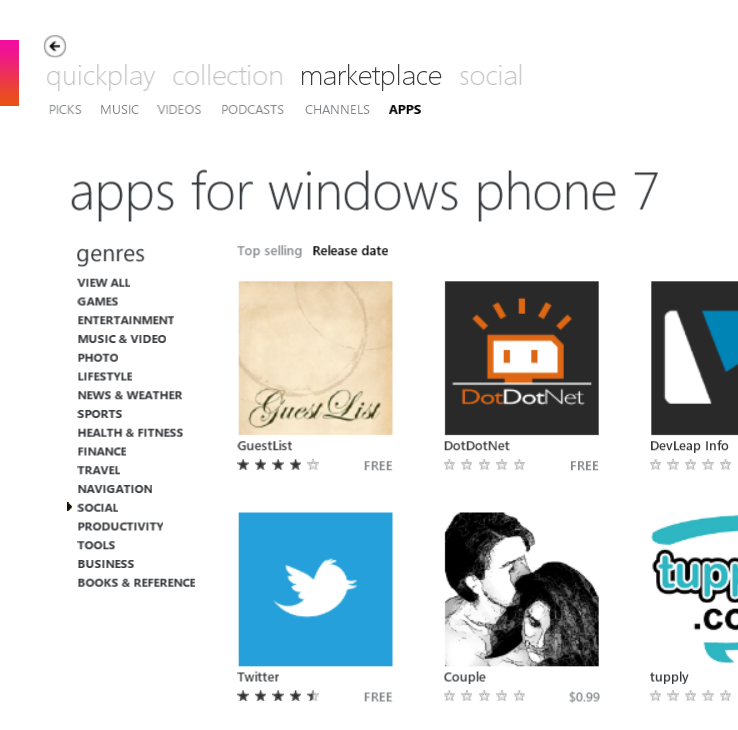 quickplay collection marketplace social
PICKS MUSIC VIDEOS PODCASTS CHANNELS APPS
apps for windows phone 7
genres
VIEW ALL
GAMES
ENTERTAINMENT
MUSIC & VIDEO
PHOTO
LIFESTYLE
NEWS & WEATHER
SPORTS
HEALTH & FITNESS
FINANCE
TRAVEL
NAVIGATION
SOCIAL
PRODUCTIVITY
TOOLS
BUSINESS
BOOKS & REFERENCE
Top selling Release date
Guest List
DotDotNet
GuestList
FREE
DotDotNet
FREE
DevLeap Info
tupp
.co
Twitter
FREE
Couple
$0.99
tupply